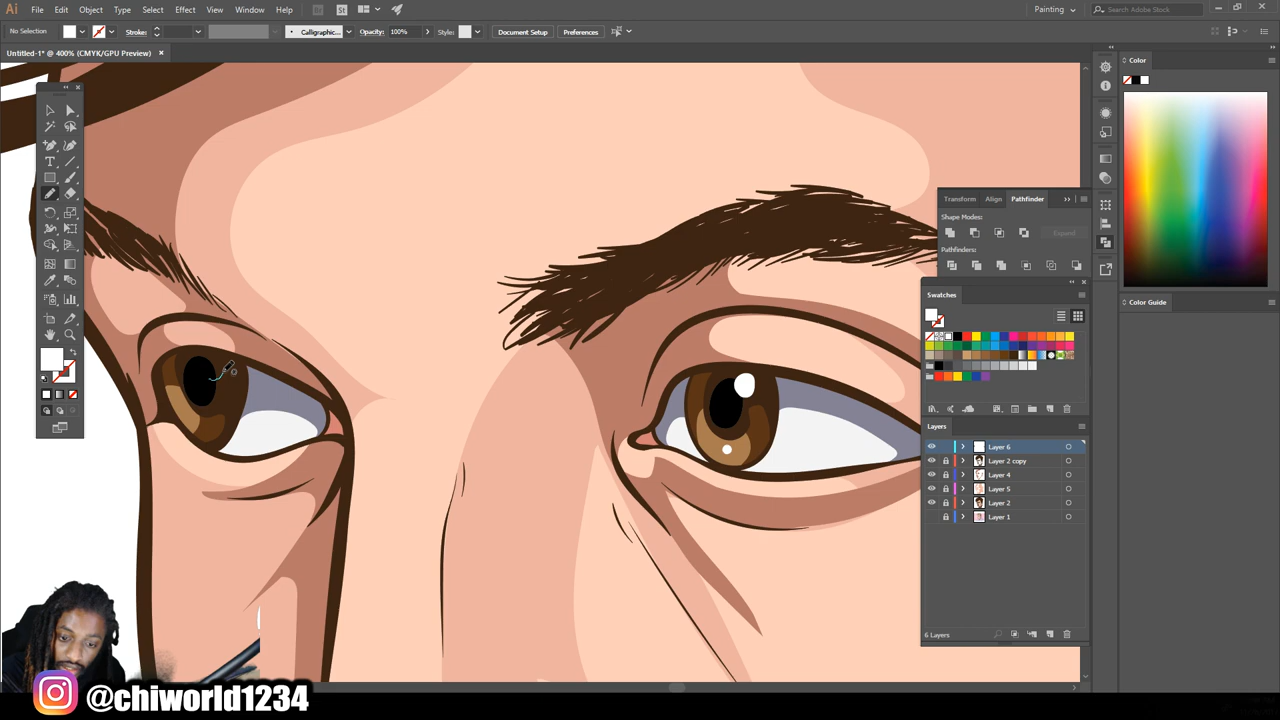 Ai File Edit Object Type Select Effect View Window Help Br St Painting Search Adobe Stock
No Selection Stroke: Calligraphic... Opacity: 100% Style: Document Setup Preferences
Untitled-1* @ 400% (CMYK/GPU Preview)
Color
Transform Align Pathfinder
Shape Modes:
Expand
Pathfinders:
Swatches
Color Guide
Layers
Layer 6
Layer 2 copy
Layer 4
Layer 5
Layer 2
Layer 1
6 Layers
@chiworld1234